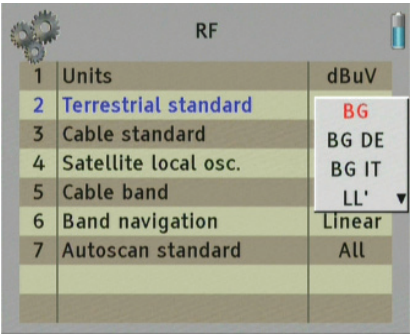 RF
1 Units dBuV
2 Terrestrial standard BG
3 Cable standard BG DE
4 Satellite local osc. BG IT
5 Cable band LL'
6 Band navigation Linear
7 Autoscan standard All